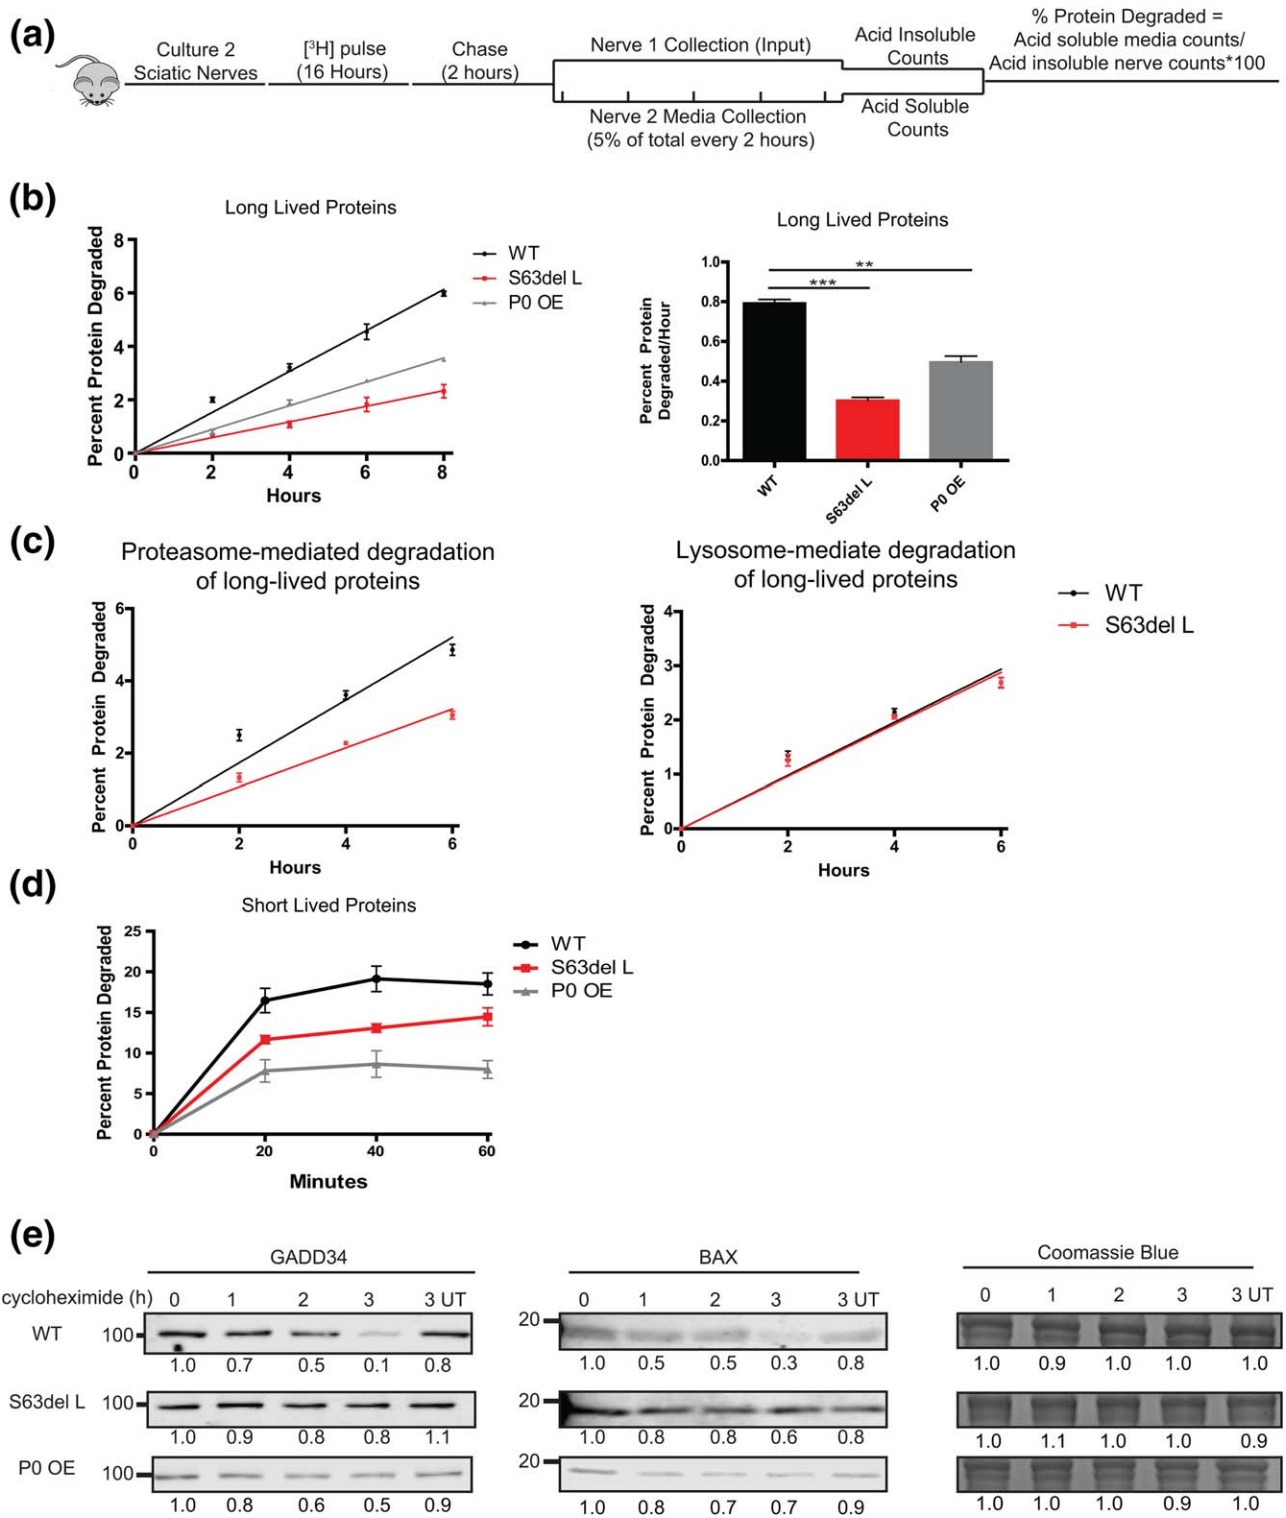 (a)
Culture 2
Sciatic Nerves
[³H] pulse
(16 Hours)
Chase
(2 hours)
Nerve 1 Collection (Input)
Nerve 2 Media Collection
(5% of total every 2 hours)
Acid Insoluble
Counts
Acid Soluble
Counts
% Protein Degraded =
Acid soluble media counts/
Acid insoluble nerve counts*100
(b)
Long Lived Proteins
Percent Protein Degraded
8
6
4
2
0
0 2 4 6 8
Hours
WT
S63del L
P0 OE
Long Lived Proteins
Percent Protein
Degraded/Hour
1.0
0.8
0.6
0.4
0.2
0.0
**
***
WT
S63del L
P0 OE
(c)
Proteasome-mediated degradation
of long-lived proteins
Percent Protein Degraded
6
4
2
0
0 2 4 6
Hours
Lysosome-mediate degradation
of long-lived proteins
Percent Protein Degraded
4
3
2
1
0
0 2 4 6
Hours
WT
S63del L
(d)
Short Lived Proteins
Percent Protein Degraded
25
20
15
10
5
0
0 20 40 60
Minutes
WT
S63del L
P0 OE
(e)
GADD34
BAX
Coomassie Blue
cycloheximide (h) 0 1 2 3 3 UT
0 1 2 3 3 UT
0 1 2 3 3 UT
WT
100
1.0 0.7 0.5 0.1 0.8
20
1.0 0.5 0.5 0.3 0.8
1.0 0.9 1.0 1.0 1.0
S63del L
100
1.0 0.9 0.8 0.8 1.1
20
1.0 0.8 0.8 0.6 0.8
1.0 1.1 1.0 1.0 0.9
P0 OE
100
1.0 0.8 0.6 0.5 0.9
20
1.0 0.8 0.7 0.7 0.9
1.0 1.0 1.0 0.9 1.0